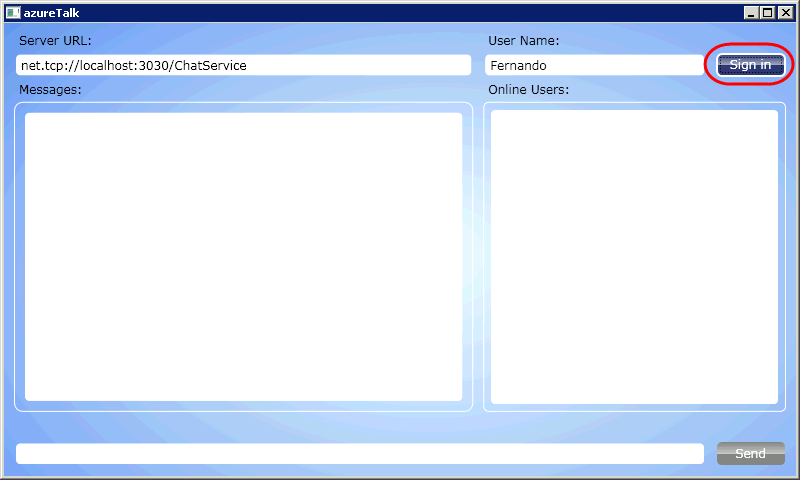 azureTalk
Server URL:
User Name:
net.tcp://localhost:3030/ChatService
Fernando
Sign in
Messages:
Online Users:
Send